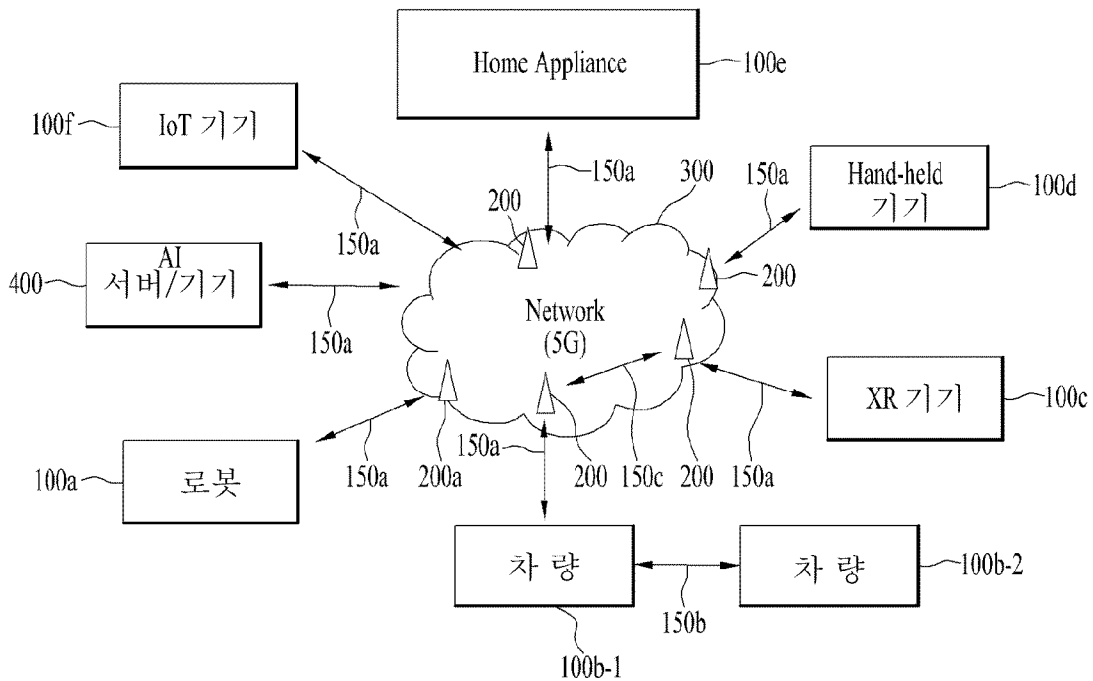 Home Appliance
100e
100f
IoT 기기
150a
300
150a
Hand-held
기기
100d
200
150a
AI
서버/기기
400
200
150a
Network
(5G)
XR 기기
100c
150a
150a
200a
200
150c
200
150a
100a
로봇
차 량
차 량
100b-2
150b
100b-1